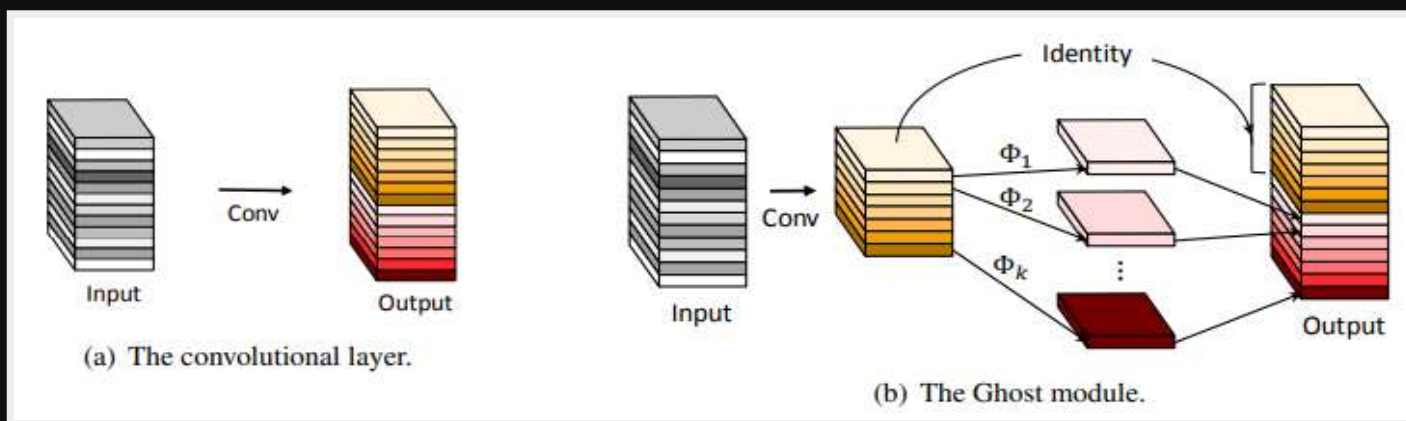 Identity
Φ1
Φ2
Φk
⋮
Conv
Conv
Input
Output
Input
Output
(a) The convolutional layer.
(b) The Ghost module.